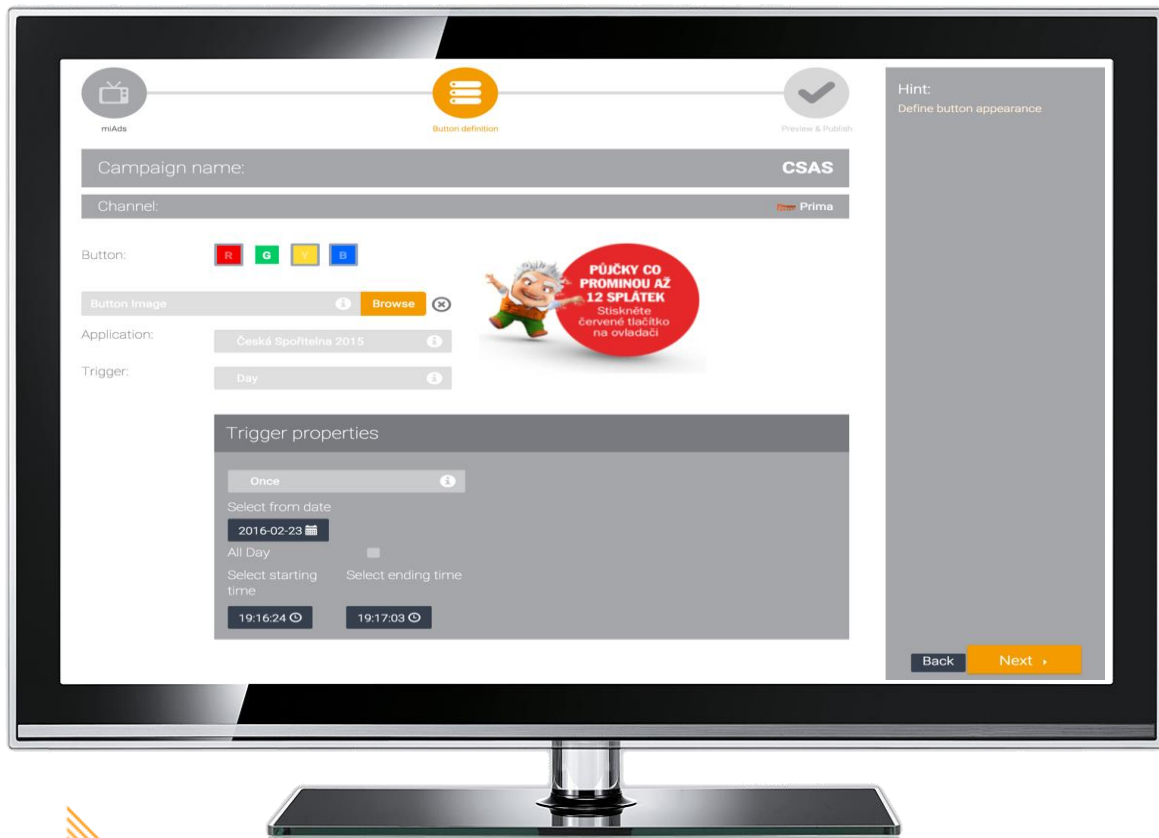 miAds
Button definition
Preview & Publish
Hint:
Define button appearance
Campaign name:
CSAS
Channel:
Prima
Button:
R G Y B
PŮJČKY CO
PROMINOU AŽ
12 SPLÁTEK
Stiskněte
červené tlačítko
na ovladači
Button Image
Browse
Application:
Česká Spořitelna 2015
Trigger:
Day
Trigger properties
Once
Select from date
2016-02-23
All Day
Select starting
time
Select ending time
19:16:24
19:17:03
Back
Next